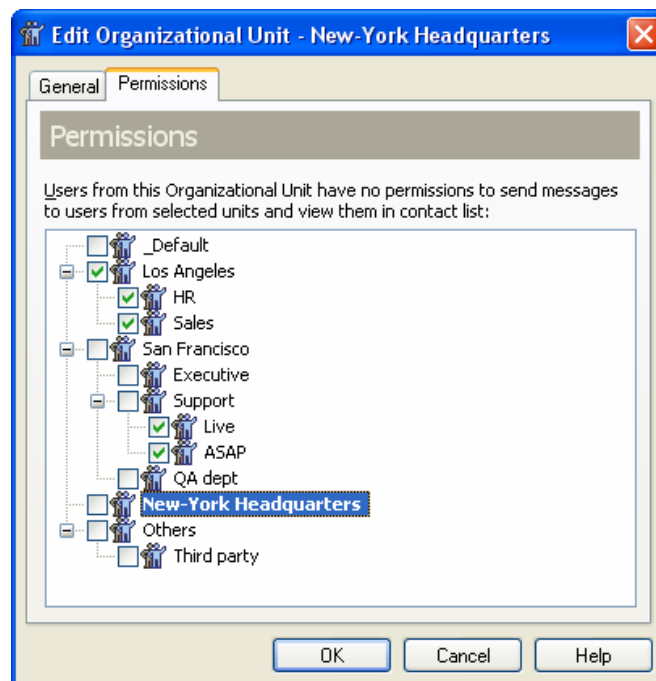 Edit Organizational Unit - New-York Headquarters
General Permissions
Permissions
Users from this Organizational Unit have no permissions to send messages
to users from selected units and view them in contact list:
_Default
Los Angeles
HR
Sales
San Francisco
Executive
Support
Live
ASAP
QA dept
New-York Headquarters
Others
Third party
OK Cancel Help